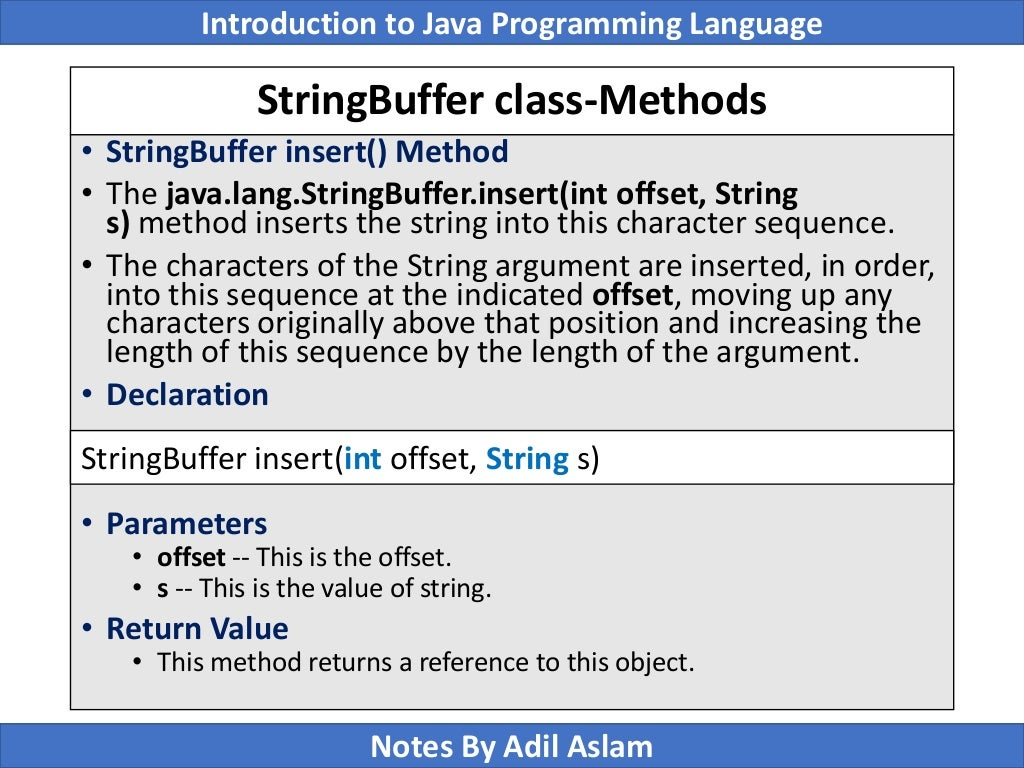 Introduction to Java Programming Language
StringBuffer class-Methods
• StringBuffer insert() Method
• The java.lang.StringBuffer.insert(int offset, String
s) method inserts the string into this character sequence.
• The characters of the String argument are inserted, in order,
into this sequence at the indicated offset, moving up any
characters originally above that position and increasing the
length of this sequence by the length of the argument.
• Declaration
StringBuffer insert(int offset, String s)
• Parameters
• offset -- This is the offset.
• s -- This is the value of string.
• Return Value
• This method returns a reference to this object.
Notes By Adil Aslam